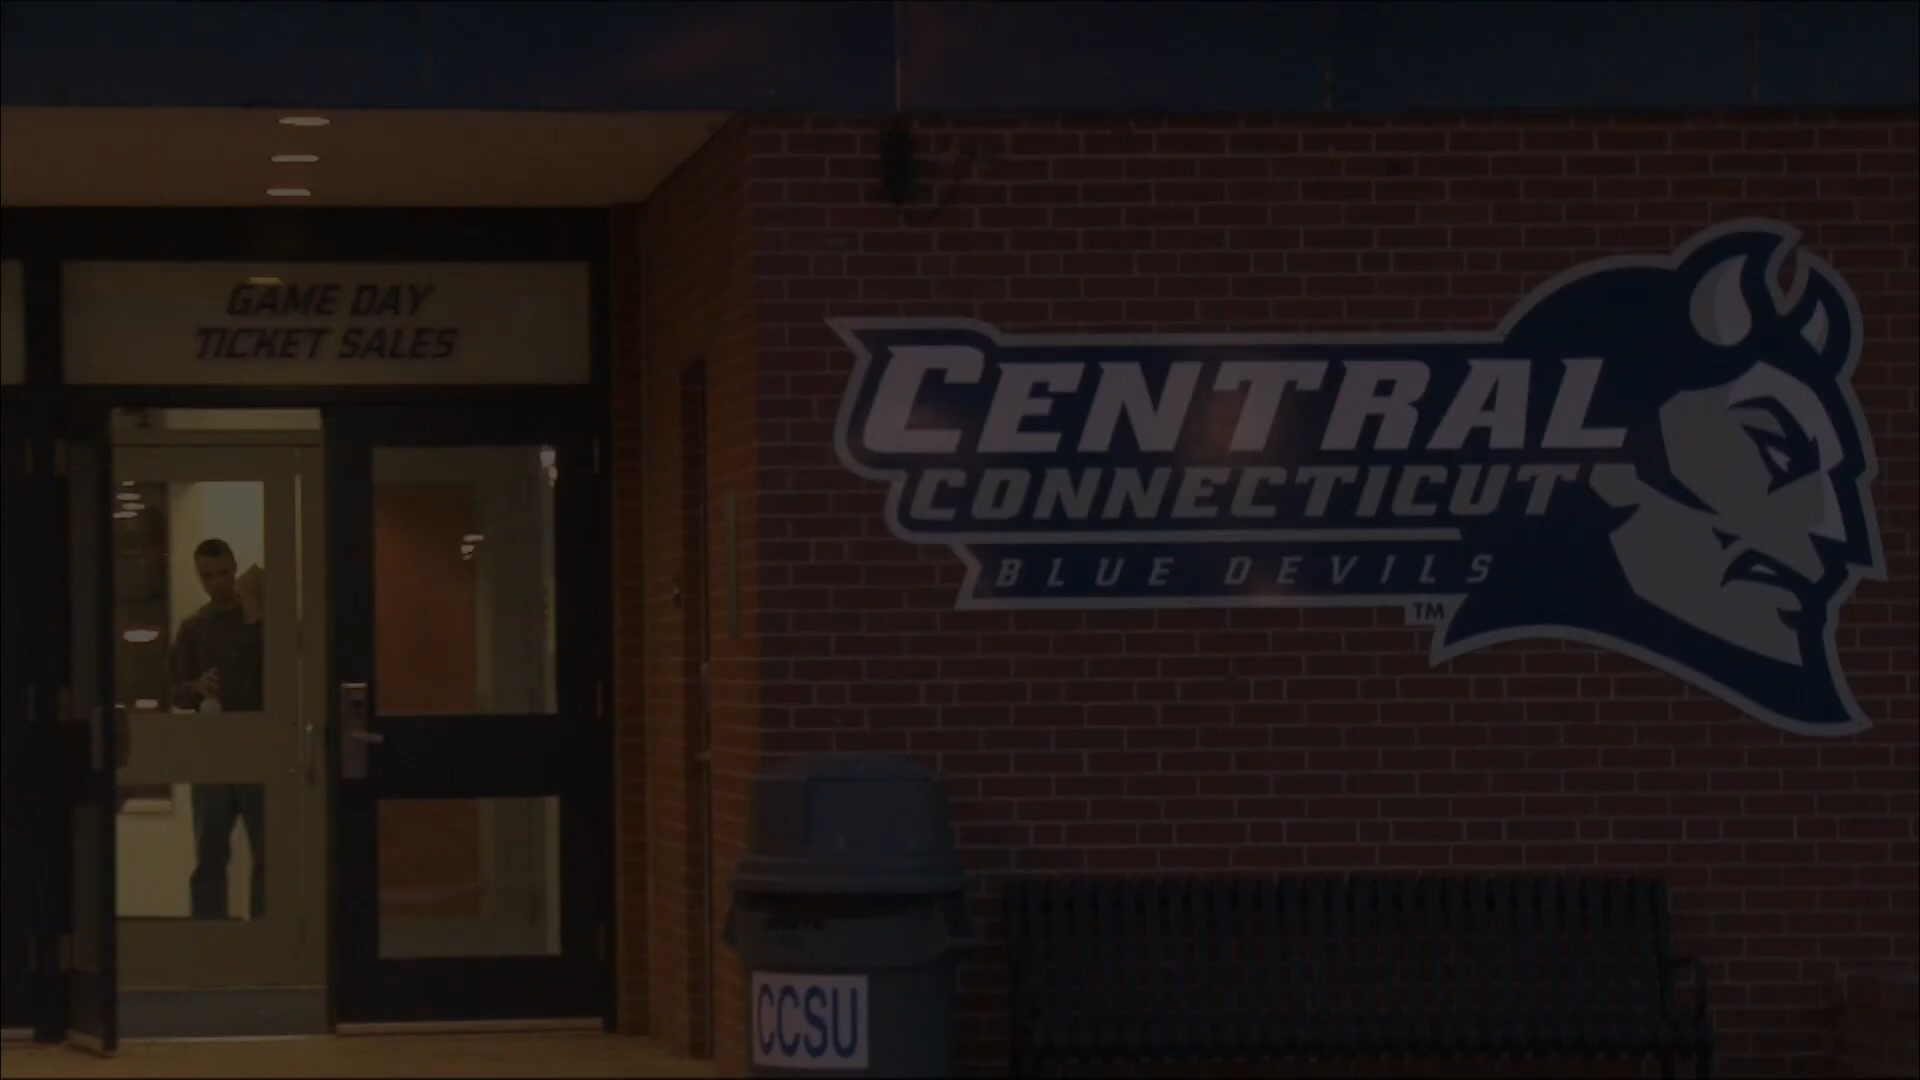 GAME DAY
TICKET SALES
CENTRAL
CONNECTICUT
BLUE DEVILS
TM
CCSU